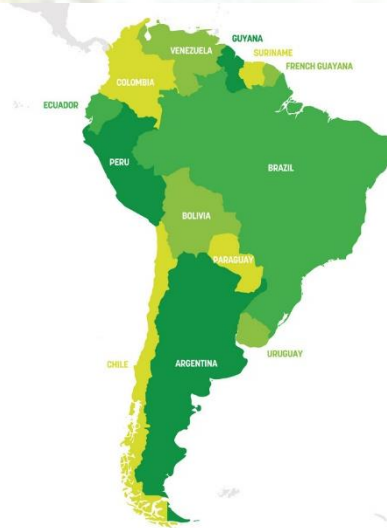 GUYANA
VENEZUELA
SURINAME
FRENCH GUAYANA
COLOMBIA
ECUADOR
PERU
BRAZIL
BOLIVIA
PARAGUAY
CHILE
ARGENTINA
URUGUAY